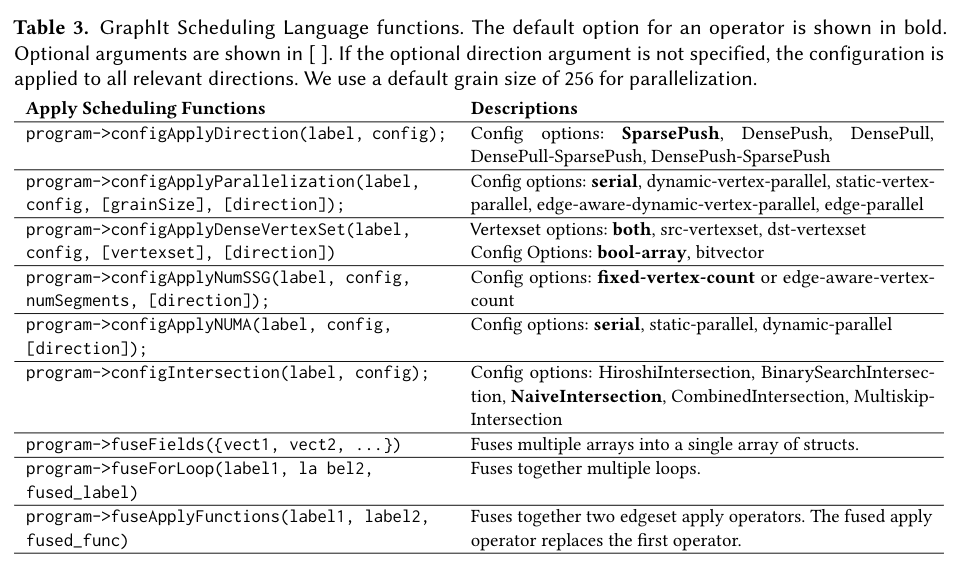 Table 3. GraphIt Scheduling Language functions. The default option for an operator is shown in bold.
Optional arguments are shown in [ ]. If the optional direction argument is not specified, the configuration is
applied to all relevant directions. We use a default grain size of 256 for parallelization.
Apply Scheduling Functions Descriptions
program->configApplyDirection(label, config); Config options: SparsePush, DensePush, DensePull,
DensePull-SparsePush, DensePush-SparsePush
program->configApplyParallelization(label, Config options: serial, dynamic-vertex-parallel, static-vertex-
config, [grainSize], [direction]); parallel, edge-aware-dynamic-vertex-parallel, edge-parallel
program->configApplyDenseVertexSet(label, Vertexset options: both, src-vertexset, dst-vertexset
config, [vertexset], [direction]) Config Options: bool-array, bitvector
program->configApplyNumSSG(label, config, Config options: fixed-vertex-count or edge-aware-vertex-
numSegments, [direction]); count
program->configApplyNUMA(label, config, Config options: serial, static-parallel, dynamic-parallel
[direction]);
program->configIntersection(label, config); Config options: HiroshiIntersection, BinarySearchIntersec-
tion, NaiveIntersection, CombinedIntersection, Multiskip-
Intersection
program->fuseFields({vect1, vect2, ...}) Fuses multiple arrays into a single array of structs.
program->fuseForLoop(label1, la bel2, Fuses together multiple loops.
fused_label)
program->fuseApplyFunctions(label1, label2, Fuses together two edgeset apply operators. The fused apply
fused_func) operator replaces the first operator.